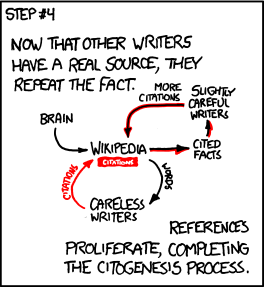 STEP #4
NOW THAT OTHER WRITERS
HAVE A REAL SOURCE, THEY
REPEAT THE FACT.
MORE
CITATIONS
SLIGHTLY
CAREFUL
WRITERS
BRAIN
WIKIPEDIA
CITATIONS
CITED
FACTS
CITATIONS
WORDS
CARELESS
WRITERS
REFERENCES
PROLIFERATE, COMPLETING
THE CITOGENESIS PROCESS.